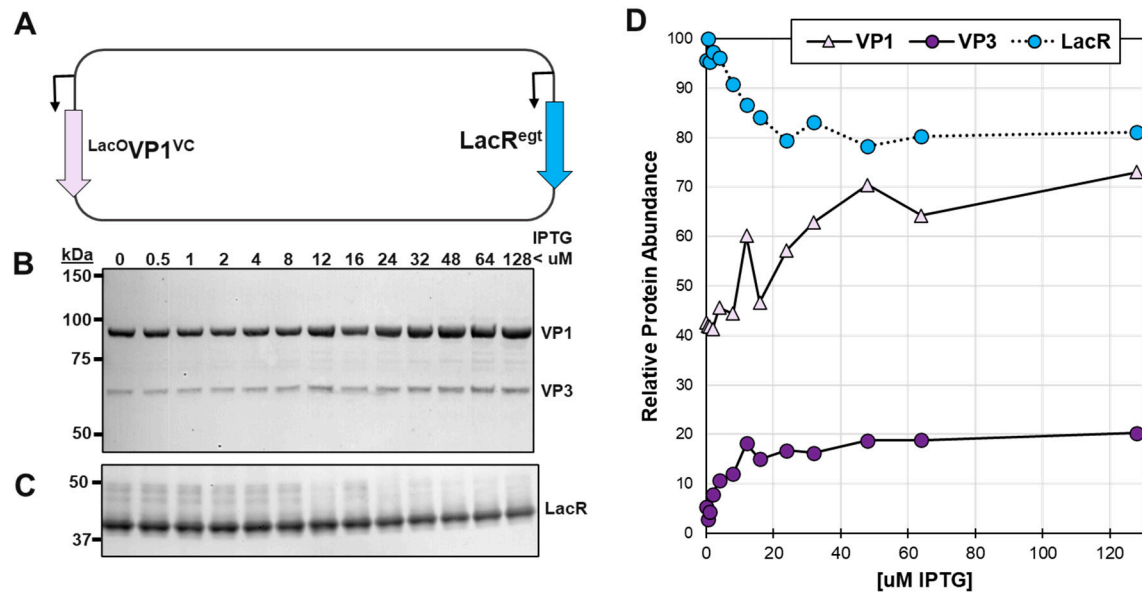 A
LacOVP1VC
LacRegt
B
kDa
0 0.5 1 2 4 8 12 16 24 32 48 64 128
IPTG
< uM
150
100
75
50
VP1
VP3
C
50
37
LacR
D
VP1 VP3 LacR
Relative Protein Abundance
100
90
80
70
60
50
40
30
20
10
0
0 20 40 60 80 100 120
[uM IPTG]